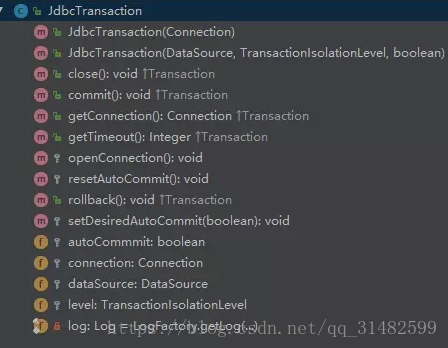 JdbcTransaction
JdbcTransaction(Connection)
JdbcTransaction(DataSource, TransactionIsolationLevel, boolean)
close(): void ↑Transaction
commit(): void ↑Transaction
getConnection(): Connection ↑Transaction
getTimeout(): Integer ↑Transaction
openConnection(): void
resetAutoCommit(): void
rollback(): void ↑Transaction
setDesiredAutoCommit(boolean): void
autoCommmit: boolean
connection: Connection
dataSource: DataSource
level: TransactionIsolationLevel
log: Log = LogFactory.getLog(...)
https://blog.csdn.net/qq_31482599